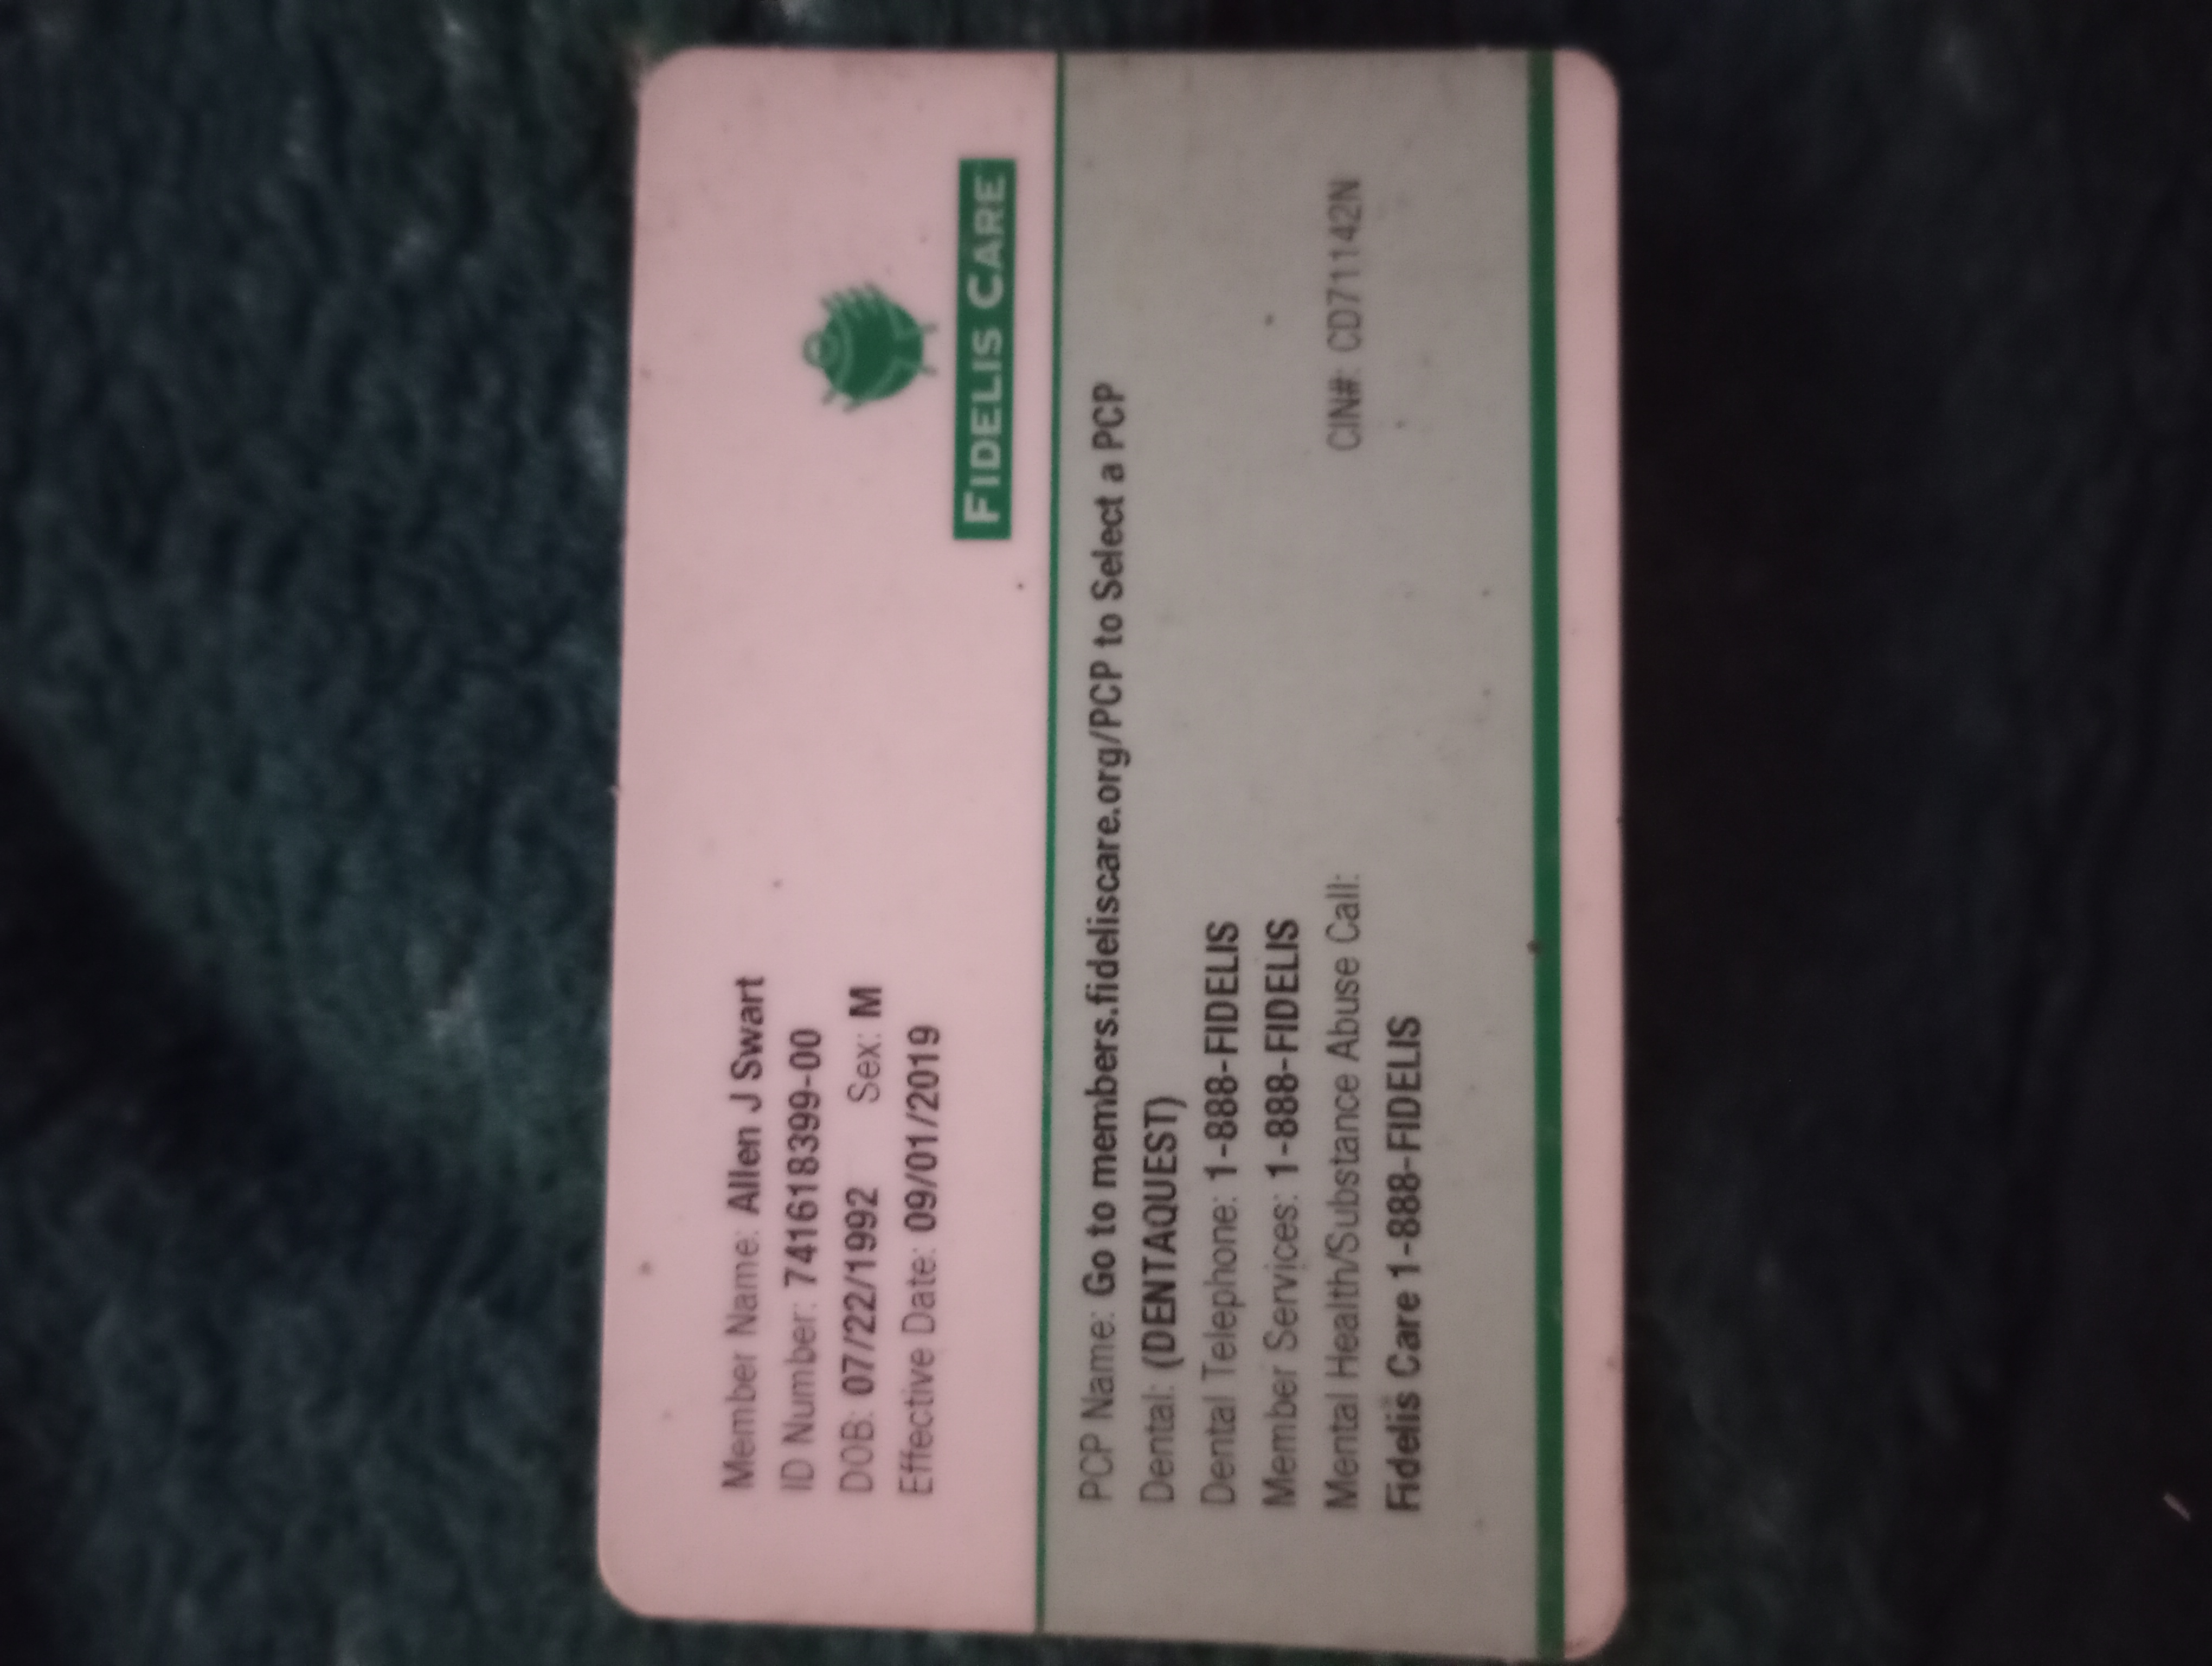 Member Name: Allen J Swart
ID Number: 741618399-00
DOB: 07/22/1992 Sex: M
Effective Date: 09/01/2019
FIDELIS CARE
PCP Name: Go to members.fideliscare.org/PCP to Select a PCP
Dental: (DENTAQUEST)
Dental Telephone: 1-888-FIDELIS
Member Services: 1-888-FIDELIS
Mental Health/Substance Abuse Call: CIN#: CD71142N
Fidelis Care 1-888-FIDELIS